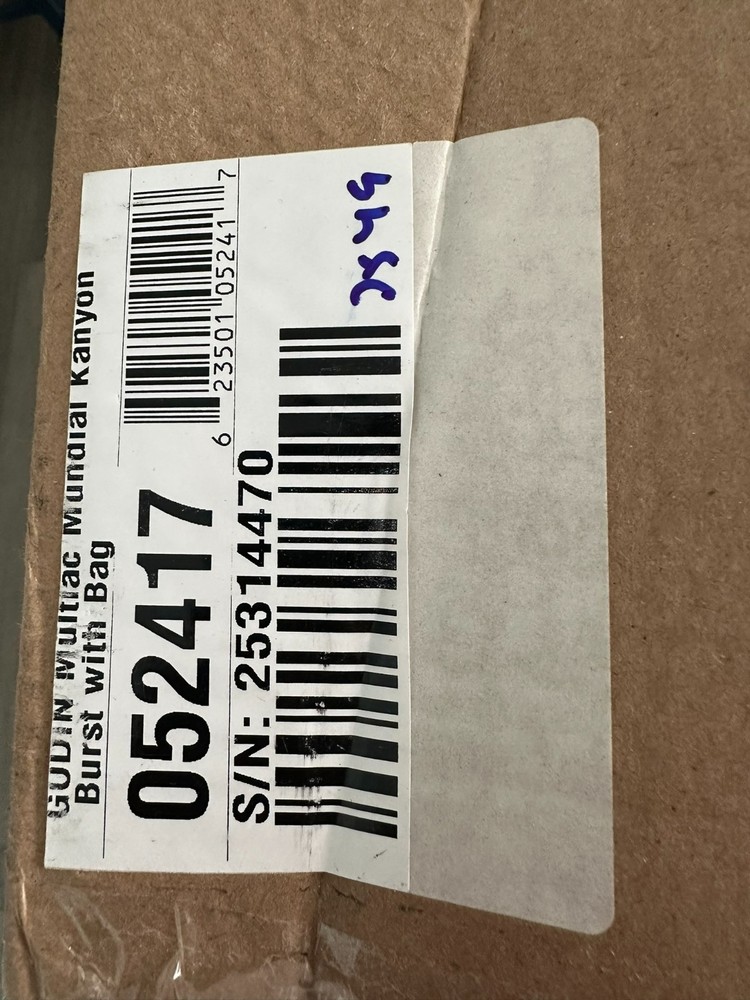 GODIN Multiac Mundial Kanyon
Burst with Bag
052417
6 23501 05241 7
S/N: 25314470